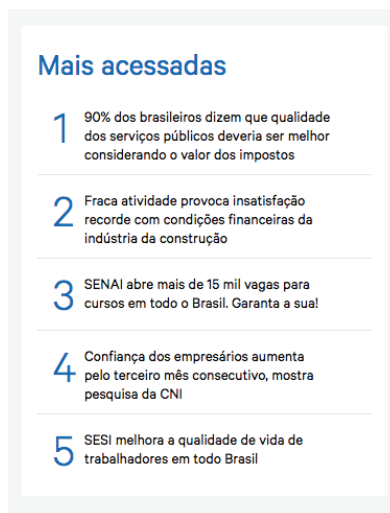 Mais acessadas
1 90% dos brasileiros dizem que qualidade
dos serviços públicos deveria ser melhor
considerando o valor dos impostos
2 Fraca atividade provoca insatisfação
recorde com condições financeiras da
indústria da construção
3 SENAI abre mais de 15 mil vagas para
cursos em todo o Brasil. Garanta a sua!
4 Confiança dos empresários aumenta
pelo terceiro mês consecutivo, mostra
pesquisa da CNI
5 SESI melhora a qualidade de vida de
trabalhadores em todo Brasil